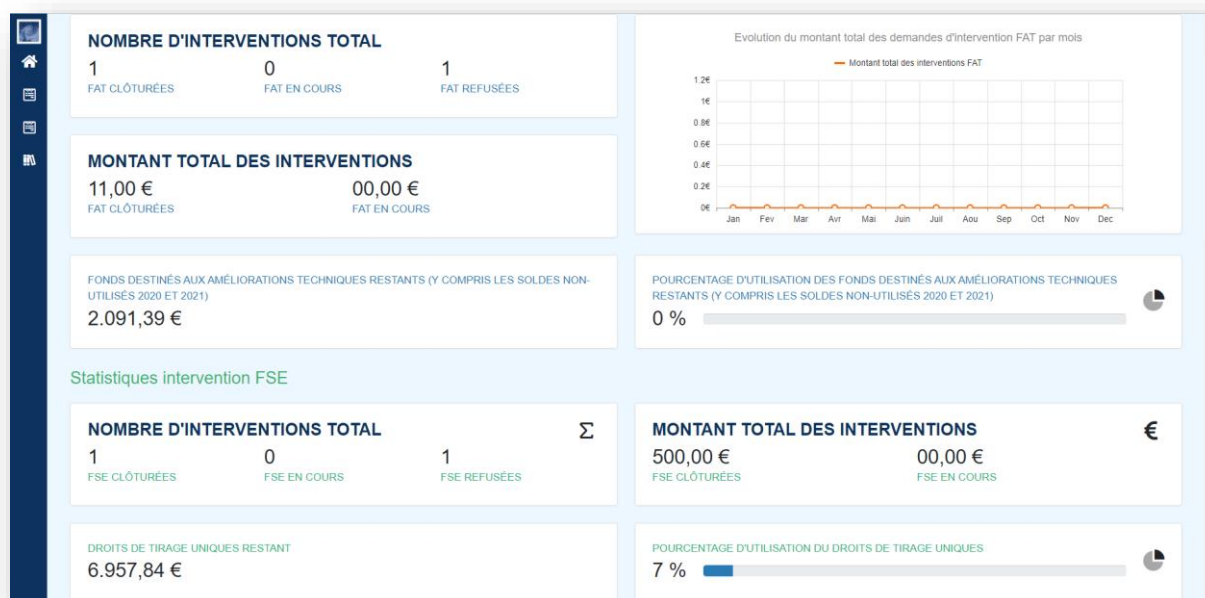 NOMBRE D'INTERVENTIONS TOTAL
1 0 1
FAT CLÔTURÉES FAT EN COURS FAT REFUSÉES
MONTANT TOTAL DES INTERVENTIONS
11,00 € 00,00 €
FAT CLÔTURÉES FAT EN COURS
Evolution du montant total des demandes d'intervention FAT par mois
Montant total des interventions FAT
1.2€
1€
0.8€
0.6€
0.4€
0.2€
0€
Jan Fev Mar Avr Mai Juin Juil Aou Sep Oct Nov Dec
FONDS DESTINÉS AUX AMÉLIORATIONS TECHNIQUES RESTANTS (Y COMPRIS LES SOLDES NON-
UTILISÉS 2020 ET 2021)
2.091,39 €
POURCENTAGE D'UTILISATION DES FONDS DESTINÉS AUX AMÉLIORATIONS TECHNIQUES
RESTANTS (Y COMPRIS LES SOLDES NON-UTILISÉS 2020 ET 2021)
0 %
Statistiques intervention FSE
NOMBRE D'INTERVENTIONS TOTAL Σ
1 0 1
FSE CLÔTURÉES FSE EN COURS FSE REFUSÉES
MONTANT TOTAL DES INTERVENTIONS €
500,00 € 00,00 €
FSE CLÔTURÉES FSE EN COURS
DROITS DE TIRAGE UNIQUES RESTANT
6.957,84 €
POURCENTAGE D'UTILISATION DU DROITS DE TIRAGE UNIQUES
7 %